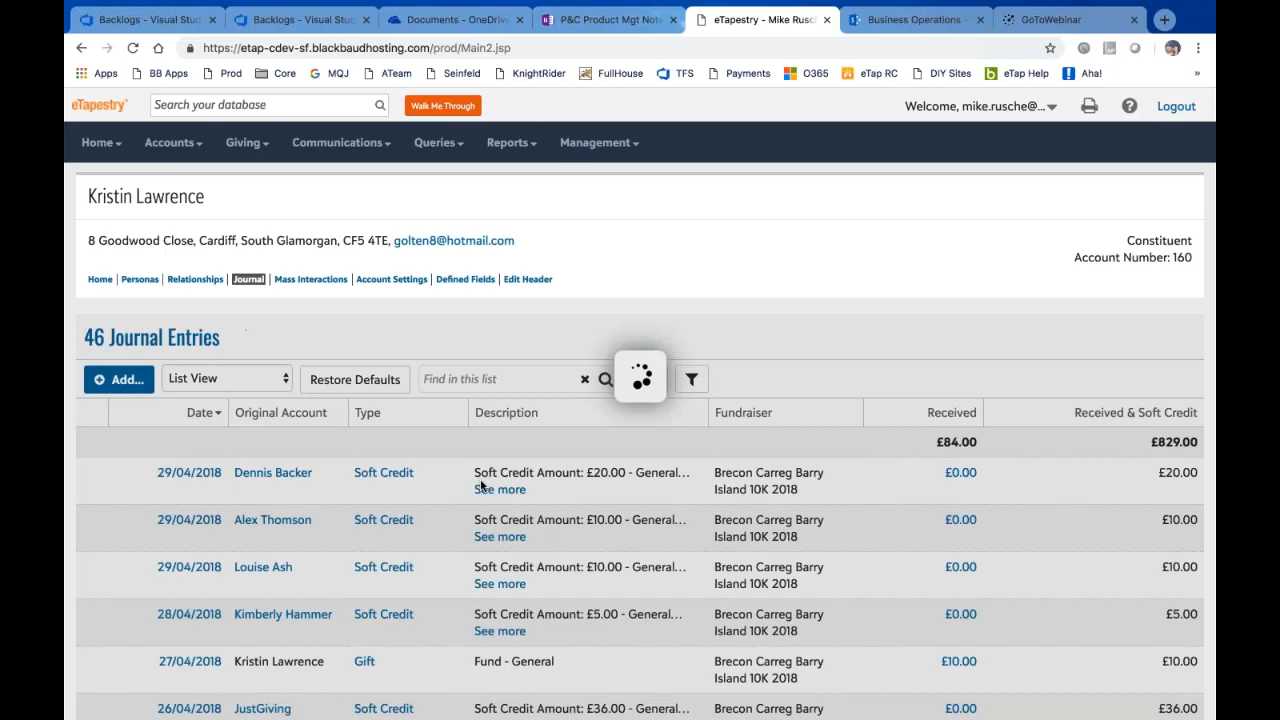 Backlogs - Visual Stud
Backlogs - Visual Stud
Documents - OneDrive
P&C Product Mgt Note
eTapestry - Mike Rusc
Business Operations -
GoToWebinar
https://etap-cdev-sf.blackbaudhosting.com/prod/Main2.jsp
Apps BB Apps Prod Core MQJ ATeam Seinfeld KnightRider FullHouse TFS Payments O365 eTap RC DIY Sites eTap Help Aha! »
eTapestry Search your database Walk Me Through Welcome, mike.rusche@... Logout
Home Accounts Giving Communications Queries Reports Management
Kristin Lawrence
8 Goodwood Close, Cardiff, South Glamorgan, CF5 4TE, golten8@hotmail.com
Constituent
Account Number: 160
Home | Personas | Relationships | Journal | Mass Interactions | Account Settings | Defined Fields | Edit Header
46 Journal Entries
Add... List View Restore Defaults Find in this list
Date Original Account Type Description Fundraiser Received Received & Soft Credit
£84.00 £829.00
29/04/2018 Dennis Backer Soft Credit Soft Credit Amount: £20.00 - General... Brecon Carreg Barry £0.00 £20.00
See more Island 10K 2018
29/04/2018 Alex Thomson Soft Credit Soft Credit Amount: £10.00 - General... Brecon Carreg Barry £0.00 £10.00
See more Island 10K 2018
29/04/2018 Louise Ash Soft Credit Soft Credit Amount: £10.00 - General... Brecon Carreg Barry £0.00 £10.00
See more Island 10K 2018
28/04/2018 Kimberly Hammer Soft Credit Soft Credit Amount: £5.00 - General... Brecon Carreg Barry £0.00 £5.00
See more Island 10K 2018
27/04/2018 Kristin Lawrence Gift Fund - General Brecon Carreg Barry £10.00 £10.00
Island 10K 2018
26/04/2018 JustGiving Soft Credit Soft Credit Amount: £36.00 - General... Brecon Carreg Barry £0.00 £36.00